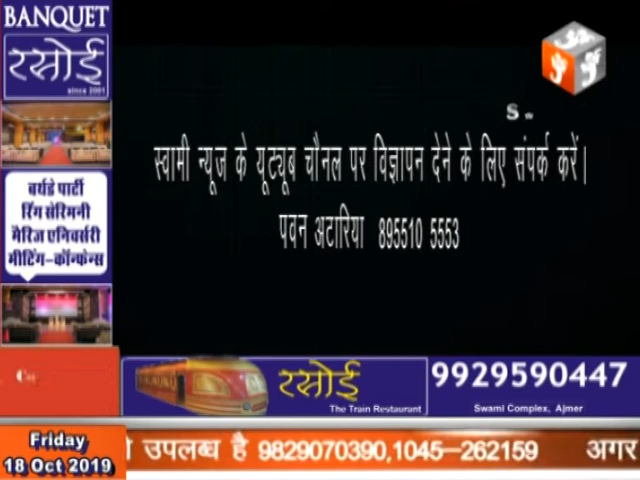 BANQUET
रसोई
since 2001
बर्थडे पार्टी
रिंग सेरिमनी
मैरिज एनिवर्सरी
मीटिंग-कॉन्फ्रेन्स
स्वामी न्यूज के यूट्यूब चौनल पर विज्ञापन देने के लिए संपर्क करें।
पवन अटारिया 895510 5553
रसोई
The Train Restaurant
9929590447
Swami Complex, Ajmer
Friday
18 Oct 2019
उपलब्ध है 9829070390,1045-262159 अगर